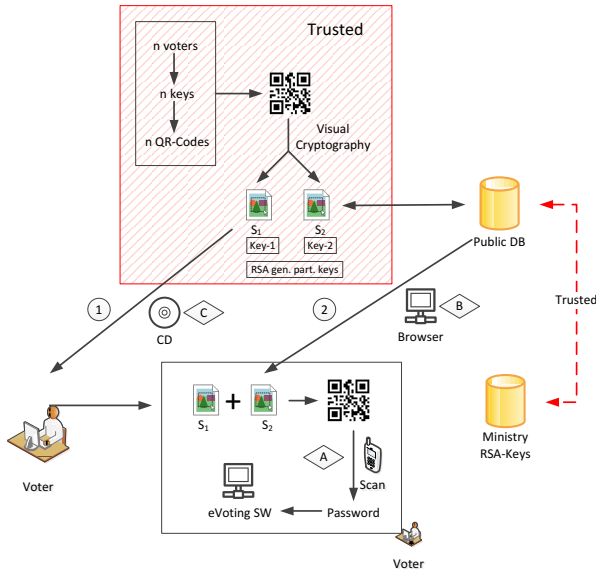 Trusted
n voters
n keys
n QR-Codes
Visual
Cryptography
S1
S2
Key-1
Key-2
RSA gen. part. keys
Public DB
1
C
CD
2
B
Browser
Trusted
S1
+
S2
A
Scan
eVoting SW
Password
Voter
Ministry
RSA-Keys
Voter